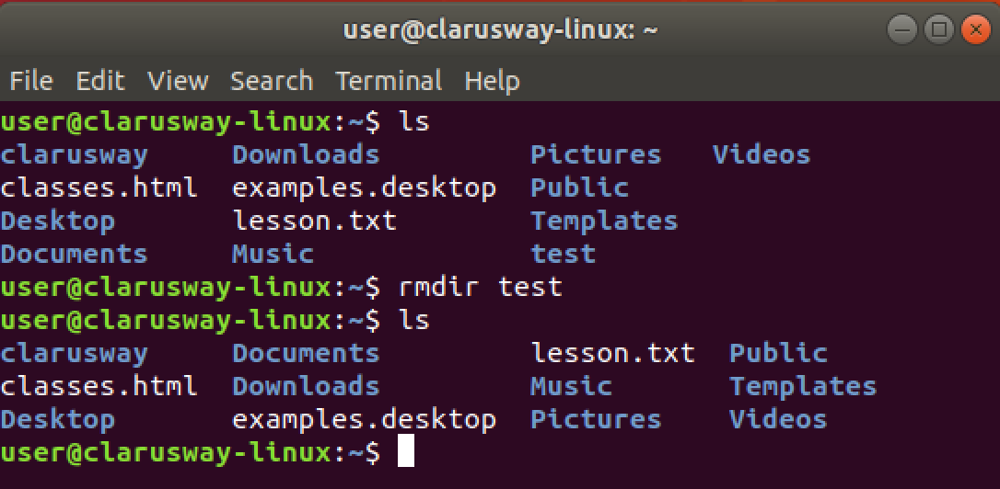 user@clarusway-linux: ~
File Edit View Search Terminal Help
user@clarusway-linux:~$ ls
clarusway Downloads Pictures Videos
classes.html examples.desktop Public
Desktop lesson.txt Templates
Documents Music test
user@clarusway-linux:~$ rmdir test
user@clarusway-linux:~$ ls
clarusway Documents lesson.txt Public
classes.html Downloads Music Templates
Desktop examples.desktop Pictures Videos
user@clarusway-linux:~$